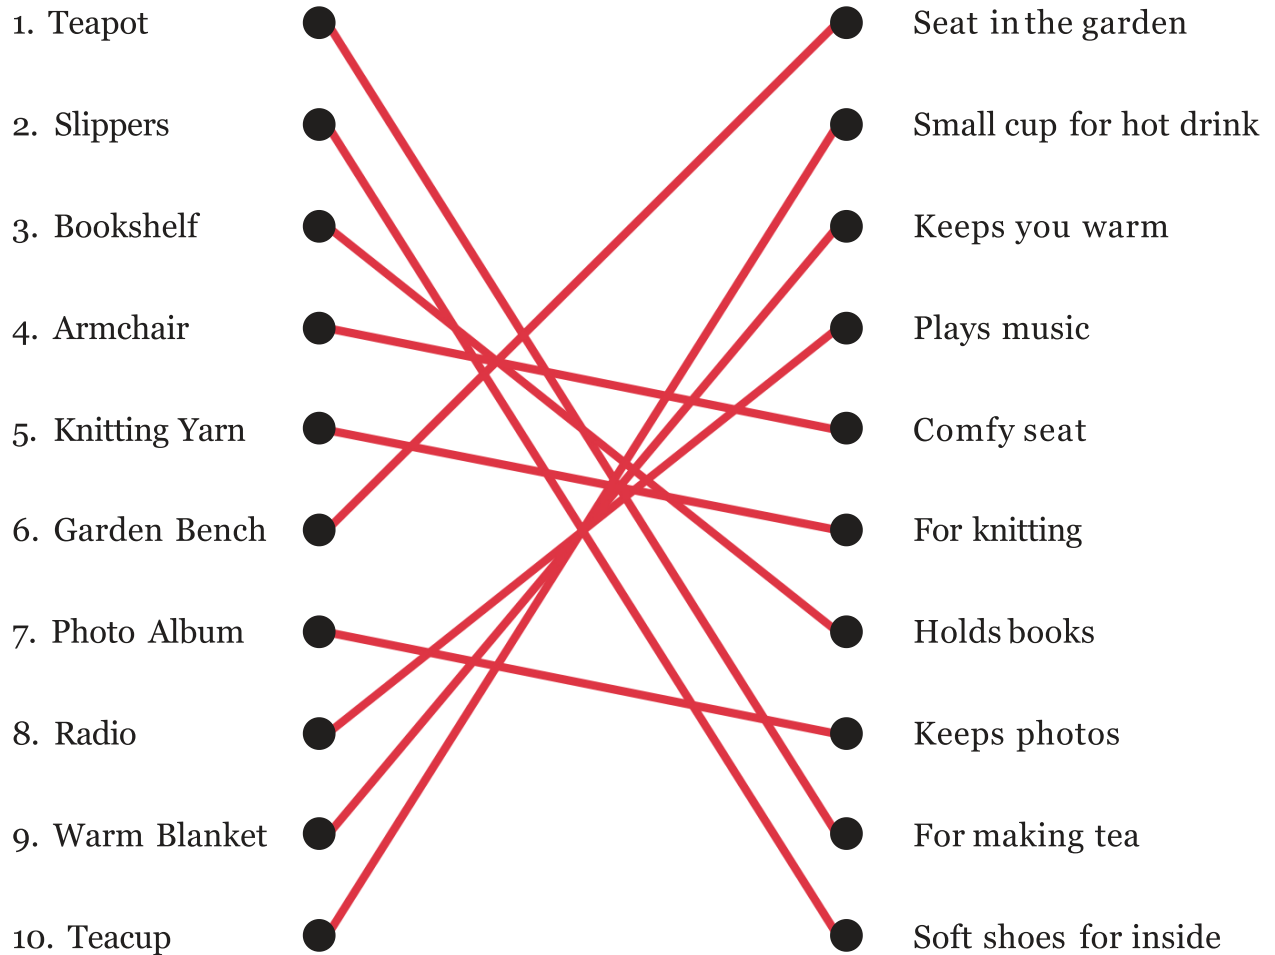 1. Teapot
Seat in the garden
2. Slippers
Small cup for hot drink
3. Bookshelf
Keeps you warm
4. Armchair
Plays music
5. Knitting Yarn
Comfy seat
6. Garden Bench
For knitting
7. Photo Album
Holds books
8. Radio
Keeps photos
9. Warm Blanket
For making tea
10. Teacup
Soft shoes for inside